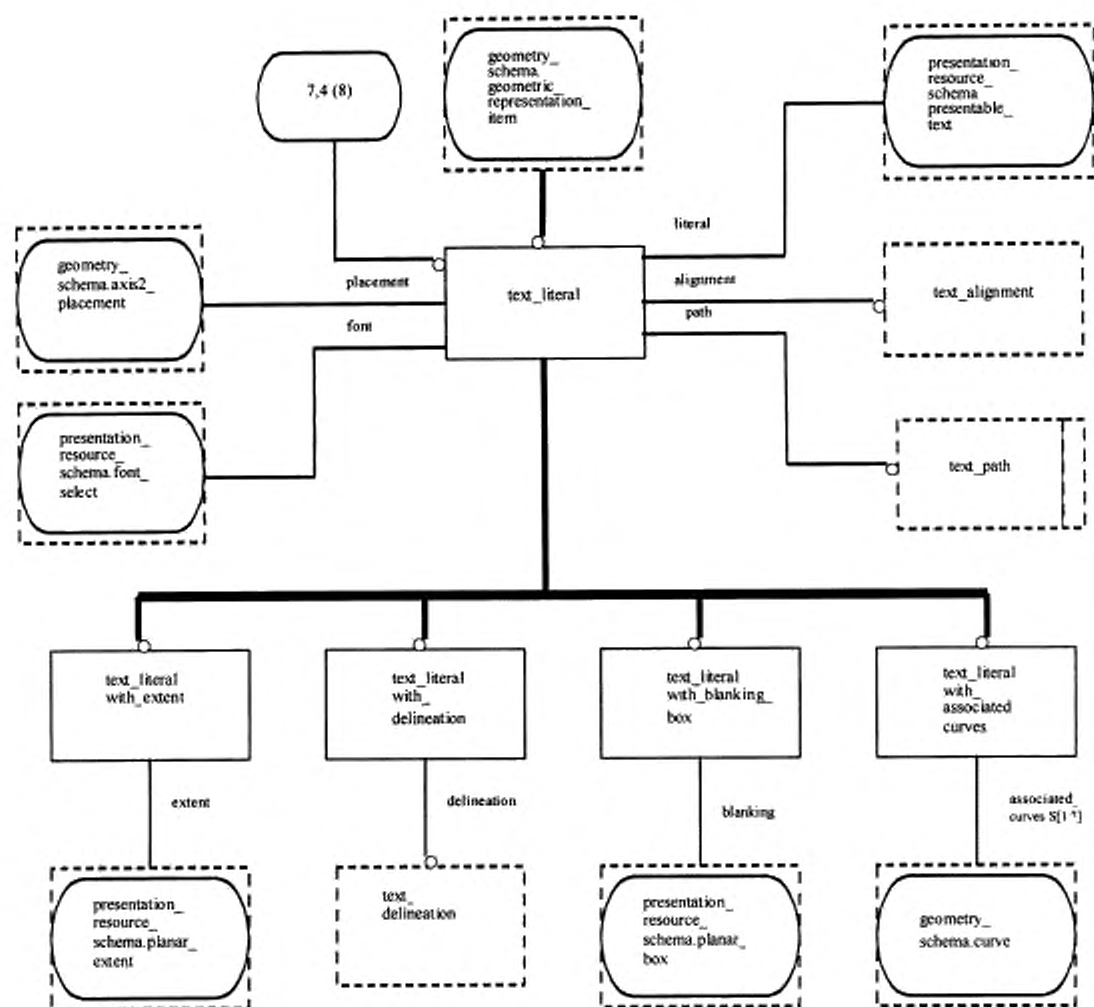 7,4 (8)
geometry_
schema.
geometric_
representation_
item
presentation_
resource_
schema
presentable_
text
literal
geometry_
schema.axis2_
placement
placement
text_literal
alignment
text_alignment
font
path
presentation_
resource_
schema.font_
select
text_path
text_literal
with_extent
text_literal
with_
delineation
text_literal
with_blanking_
box
text_literal
with_
associated
curves
extent
delineation
blanking
associated_
curves S[1
presentation_
resource_
schema.planar_
extent
text_
delineation
presentation_
resource_
schema.planar_
box
geometry_
schema.curve